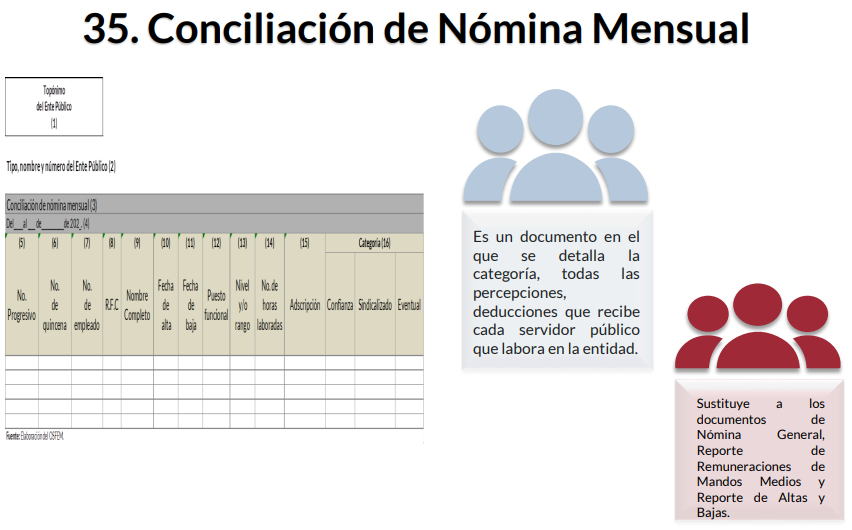 35. Conciliación de Nómina Mensual
Topónimo
del Ente Público
(1)
Tipo, nombre y número del Ente Público (2)
Conciliación de nómina mensual (3)
Del ___ al ___ de ______ de 202_. (4)
(5) (6) (7) (8) (9) (10) (11) (12) (13) (14) (15) Categoría (16)
No.
Progresivo
No.
de
quincena
No.
de
empleado
R.F.C
Nombre
Completo
Fecha
de
alta
Fecha
de
baja
Puesto
funcional
Nivel
y/o
rango
No. de
horas
laboradas
Adscripción
Confianza
Sindicalizado
Eventual
Fuente: Elaboración del OSFEM.
Es un documento en el
que se detalla la
categoría, todas las
percepciones,
deducciones que recibe
cada servidor público
que labora en la entidad.
Sustituye a los
documentos de
Nómina General,
Reporte de
Remuneraciones de
Mandos Medios y
Reporte de Altas y
Bajas.